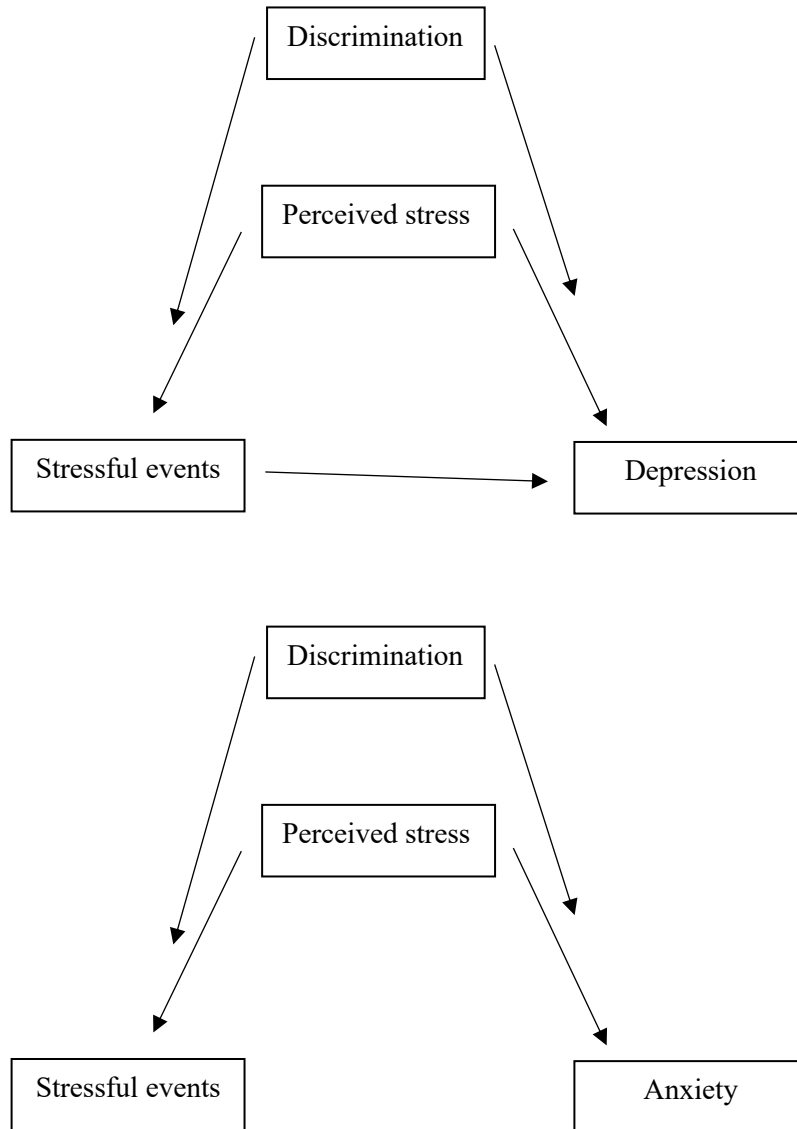 Discrimination
Perceived stress
Stressful events
Depression
Discrimination
Perceived stress
Stressful events
Anxiety